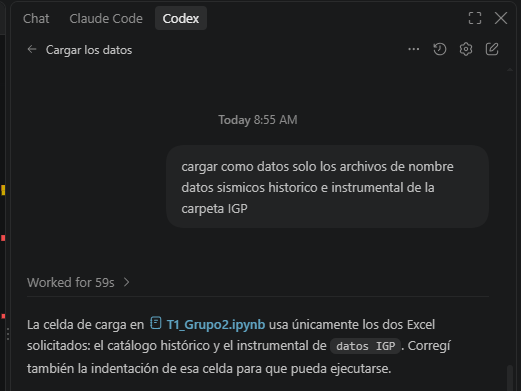 Chat Claude Code Codex
Cargar los datos
Today 8:55 AM
cargar como datos solo los archivos de nombre
datos sismicos historico e instrumental de la
carpeta IGP
Worked for 59s
La celda de carga en T1_Grupo2.ipynb usa únicamente los dos Excel
solicitados: el catálogo histórico y el instrumental de datos IGP. Corregí
también la indentación de esa celda para que pueda ejecutarse.